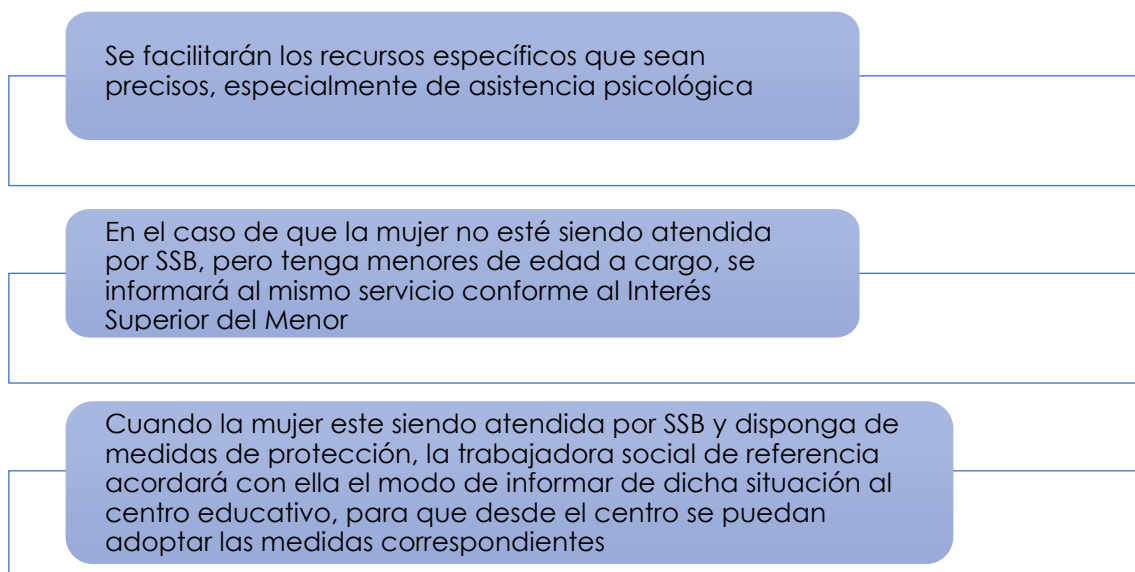 Se facilitarán los recursos específicos que sean
precisos, especialmente de asistencia psicológica
En el caso de que la mujer no esté siendo atendida
por SSB, pero tenga menores de edad a cargo, se
informará al mismo servicio conforme al Interés
Superior del Menor
Cuando la mujer este siendo atendida por SSB y disponga de
medidas de protección, la trabajadora social de referencia
acordará con ella el modo de informar de dicha situación al
centro educativo, para que desde el centro se puedan
adoptar las medidas correspondientes